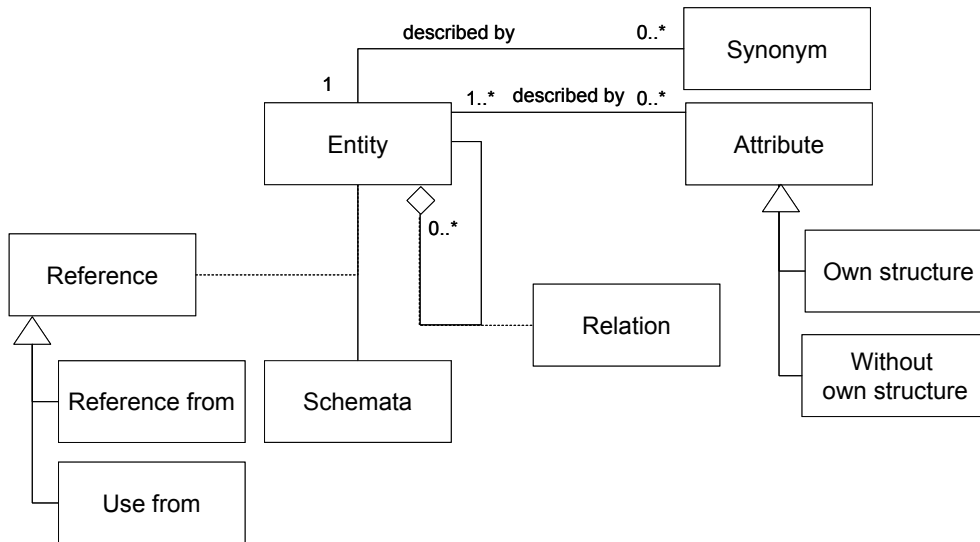 described by
0..*
Synonym
1
1..*
described by
0..*
Entity
Attribute
0..*
Reference
Own structure
Relation
Reference from
Schemata
Without
own structure
Use from